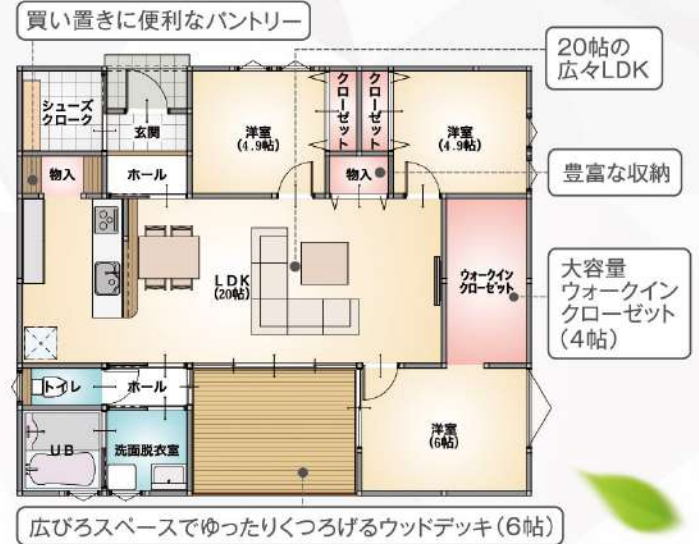 買い置きに便利なパントリー
20帖の
広々LDK
シューズ
クローク
玄関
洋室
(4.9帖)
クローゼット
クローゼット
洋室
(4.9帖)
物入
ホール
物入
豊富な収納
LDK
(20帖)
ウォークイン
クローゼット
大容量
ウォークイン
クローゼット
(4帖)
トイレ
ホール
洋室
(6帖)
UB
洗面脱衣室
広びろスペースでゆったりくつろげるウッドデッキ(6帖)